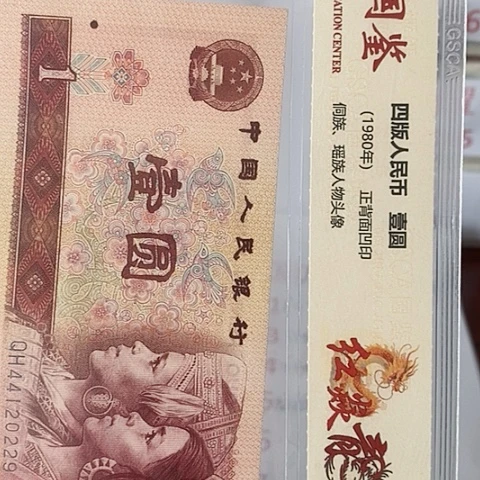 中国人民银行
壹圆
1
QH44120229
国鉴
ATION CENTER
四版人民币 壹圆
(1980年) 正背面凹印
侗族、瑶族人物头像
GSCA